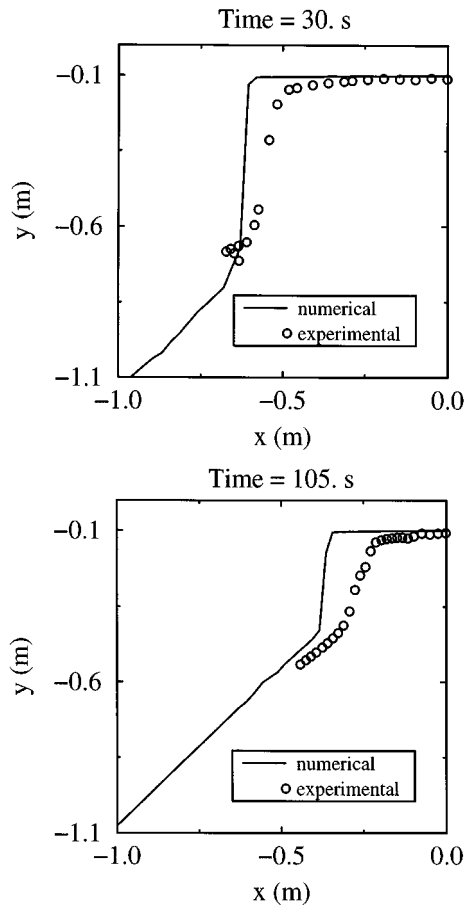 Time = 30. s
−0.1
−0.6
−1.1
y (m)
numerical
experimental
−1.0
−0.5
0.0
x (m)
Time = 105. s
−0.1
−0.6
−1.1
y (m)
numerical
experimental
−1.0
−0.5
0.0
x (m)